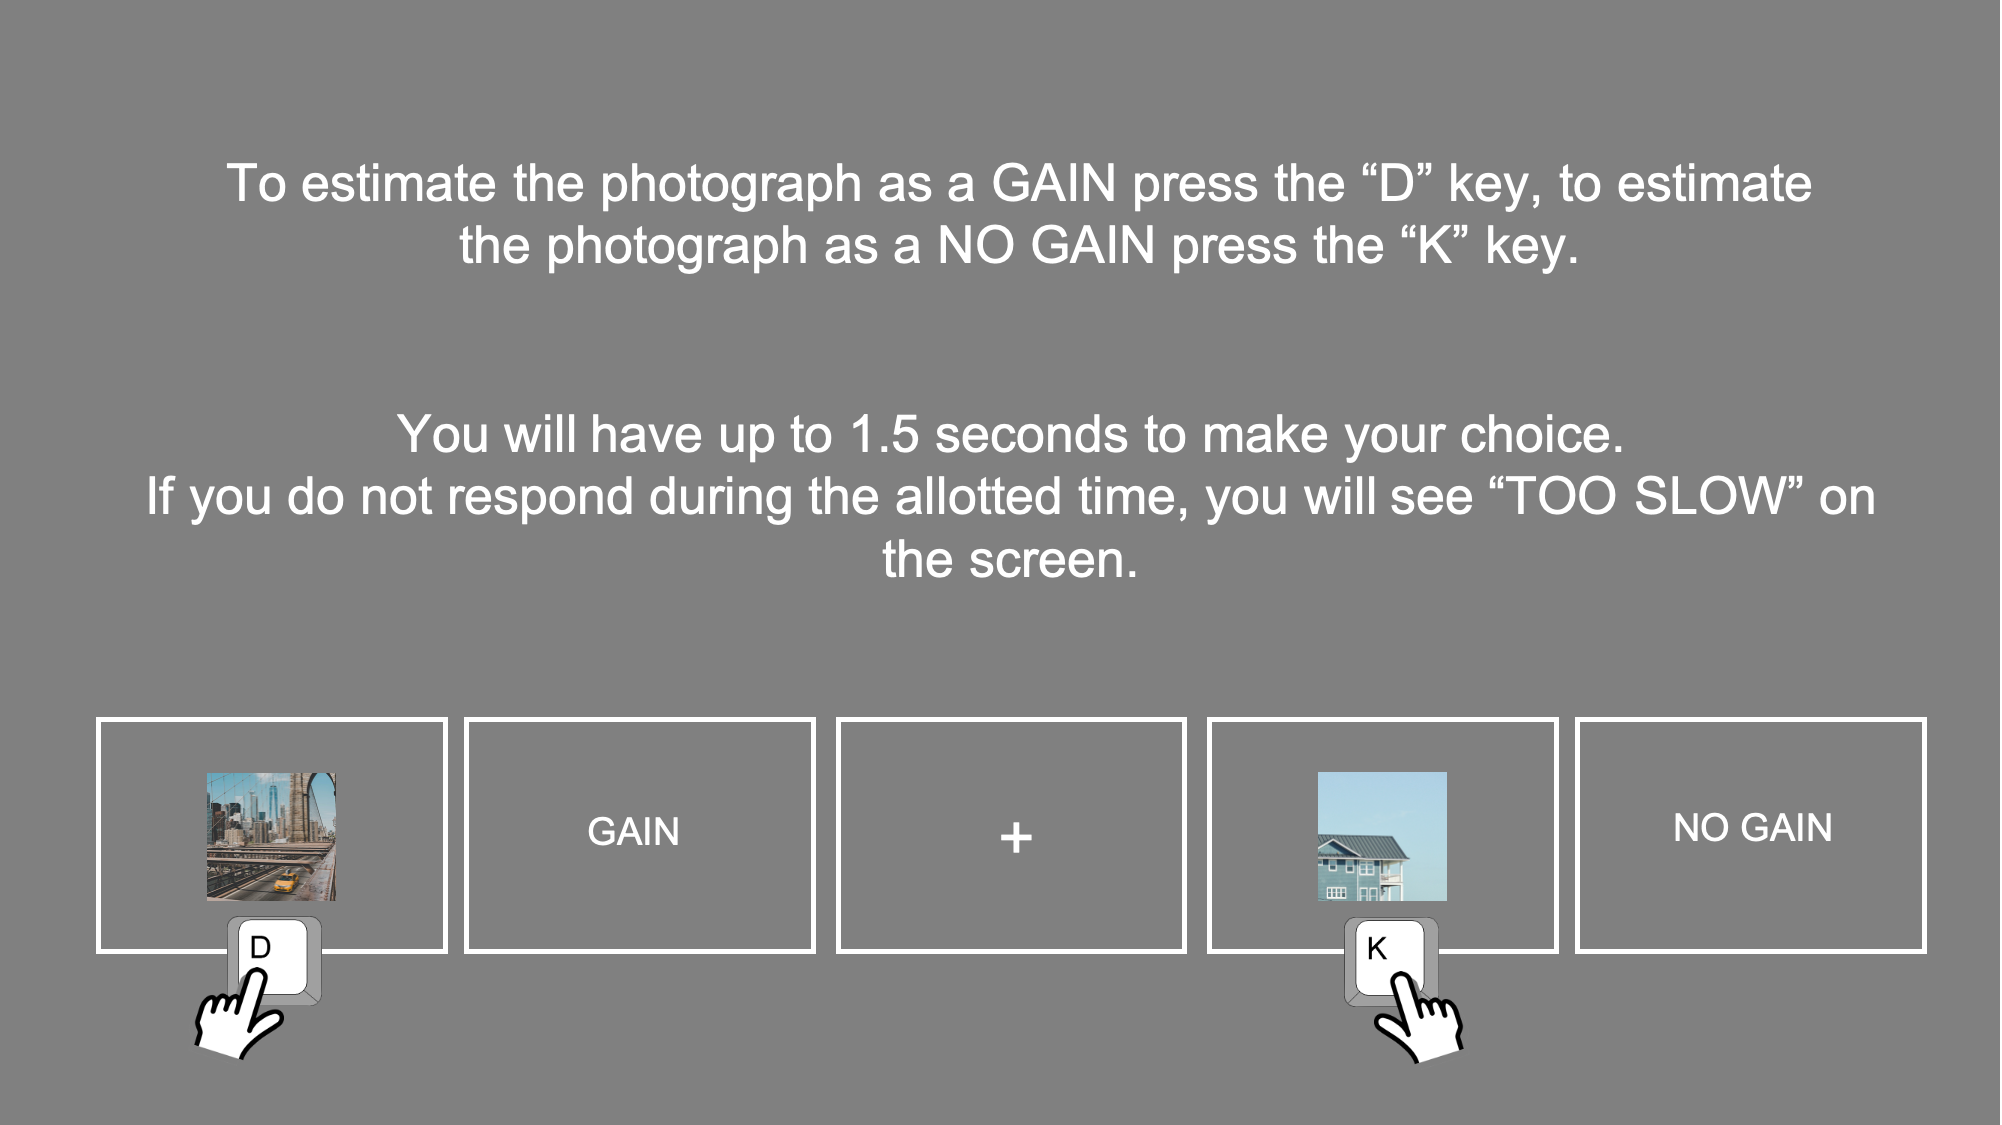 To estimate the photograph as a GAIN press the “D” key, to estimate
the photograph as a NO GAIN press the “K” key.
You will have up to 1.5 seconds to make your choice.
If you do not respond during the allotted time, you will see “TOO SLOW” on
the screen.
GAIN
+
NO GAIN
D
K